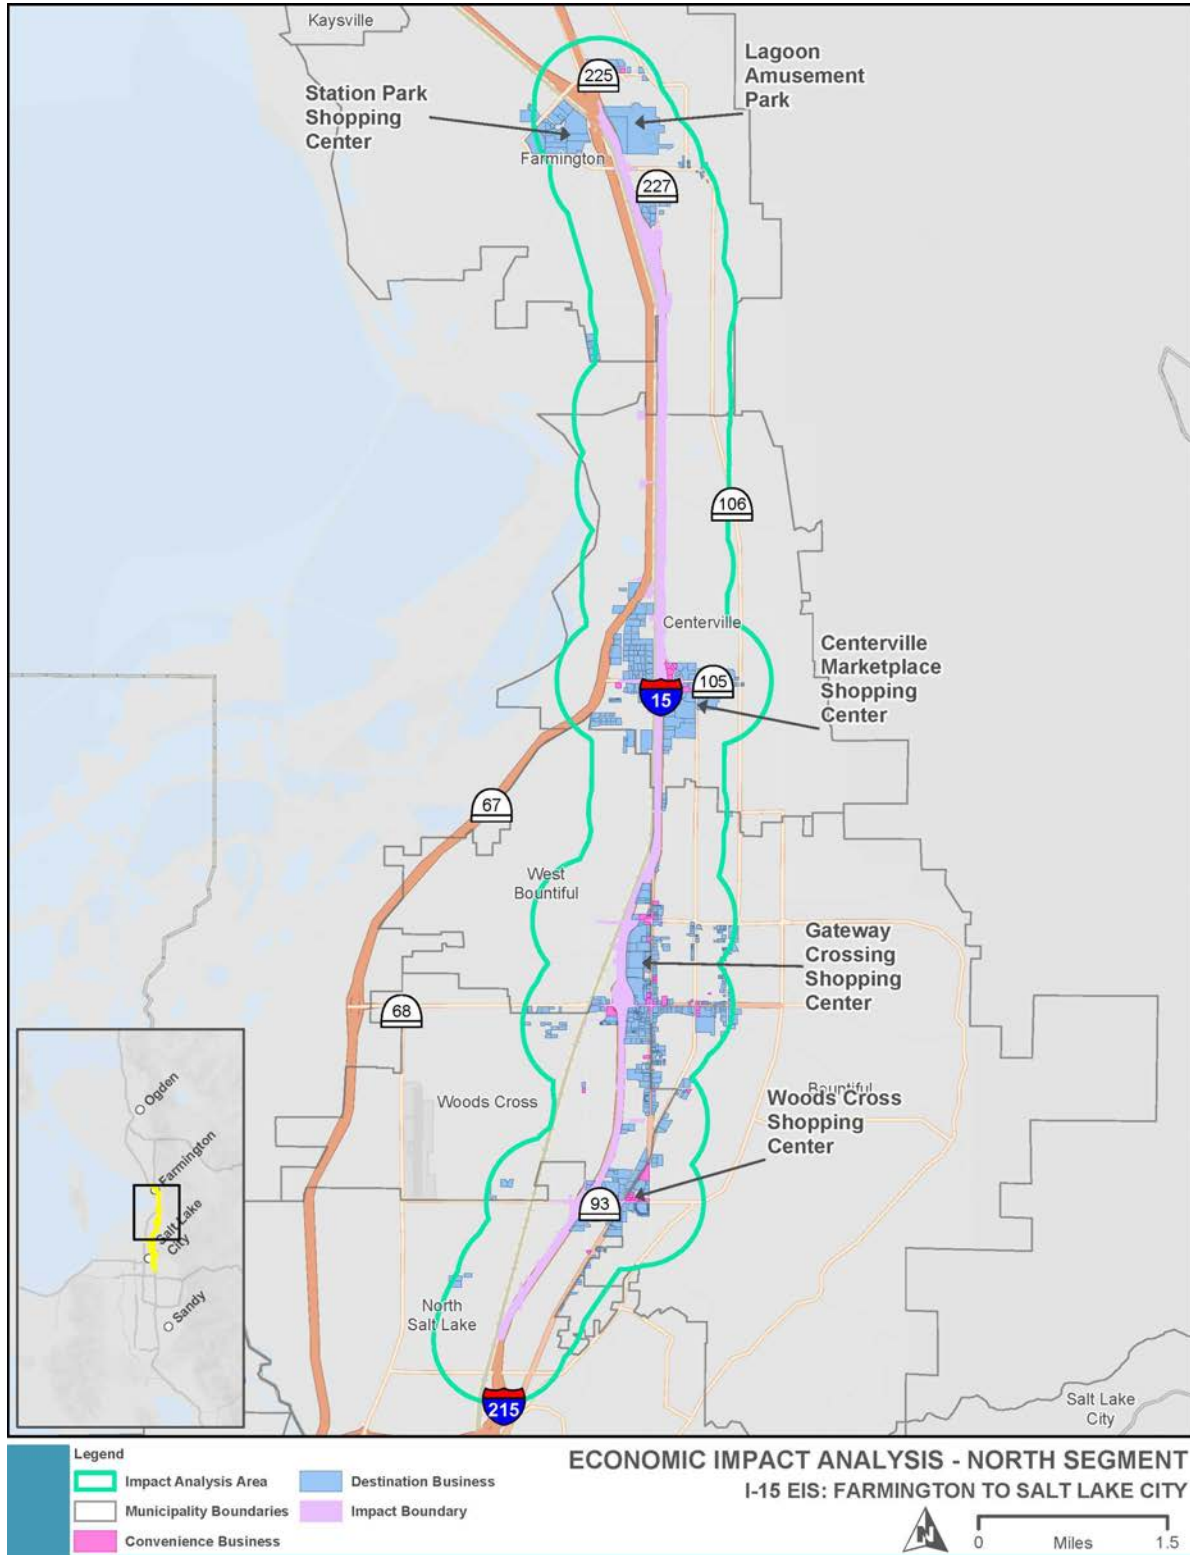 Kaysville
Lagoon
Amusement
Park
225
Station Park
Shopping
Center
Farmington
227
106
Centerville
Centerville
Marketplace
Shopping
Center
105
15
67
West
Bountiful
Gateway
Crossing
Shopping
Center
68
Woods Cross
Bountiful
Woods Cross
Shopping
Center
93
North
Salt Lake
215
Salt Lake
City
Ogden
Farmington
Salt Lake
City
Sandy
Legend
Impact Analysis Area
Destination Business
Municipality Boundaries
Impact Boundary
Convenience Business
ECONOMIC IMPACT ANALYSIS - NORTH SEGMENT
I-15 EIS: FARMINGTON TO SALT LAKE CITY
N
0 Miles 1.5